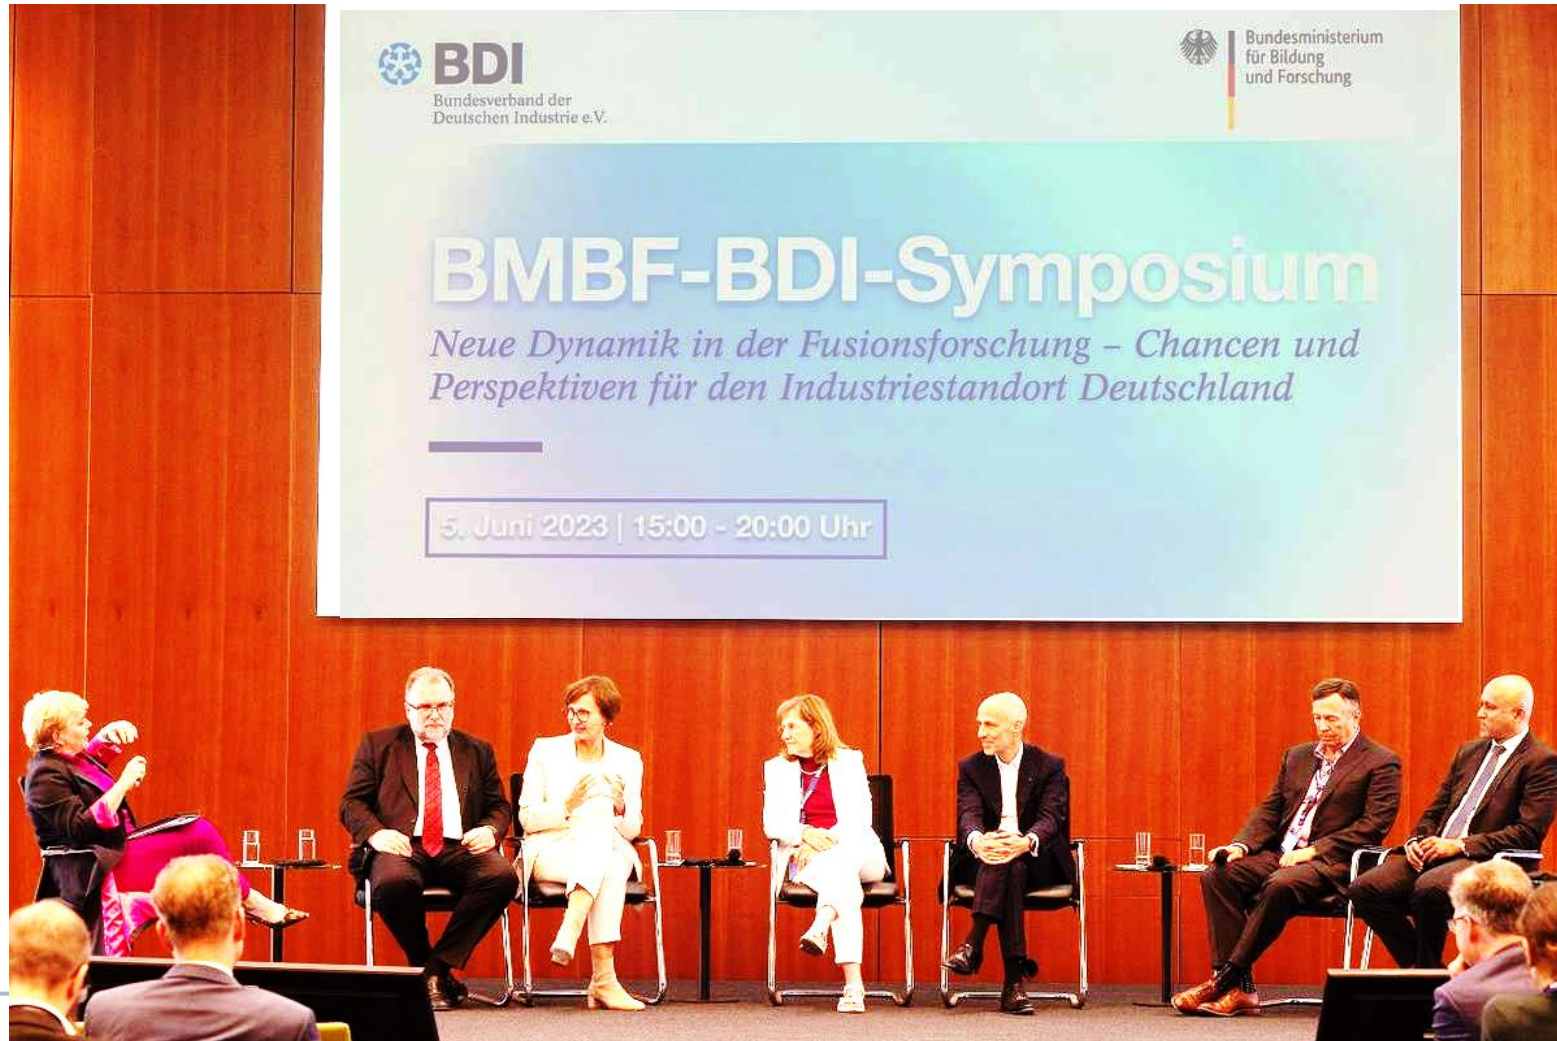 BDI
Bundesverband der
Deutschen Industrie e.V.
Bundesministerium
für Bildung
und Forschung
BMBF-BDI-Symposium
Neue Dynamik in der Fusionsforschung – Chancen und
Perspektiven für den Industriestandort Deutschland
5. Juni 2023 | 15:00 - 20:00 Uhr